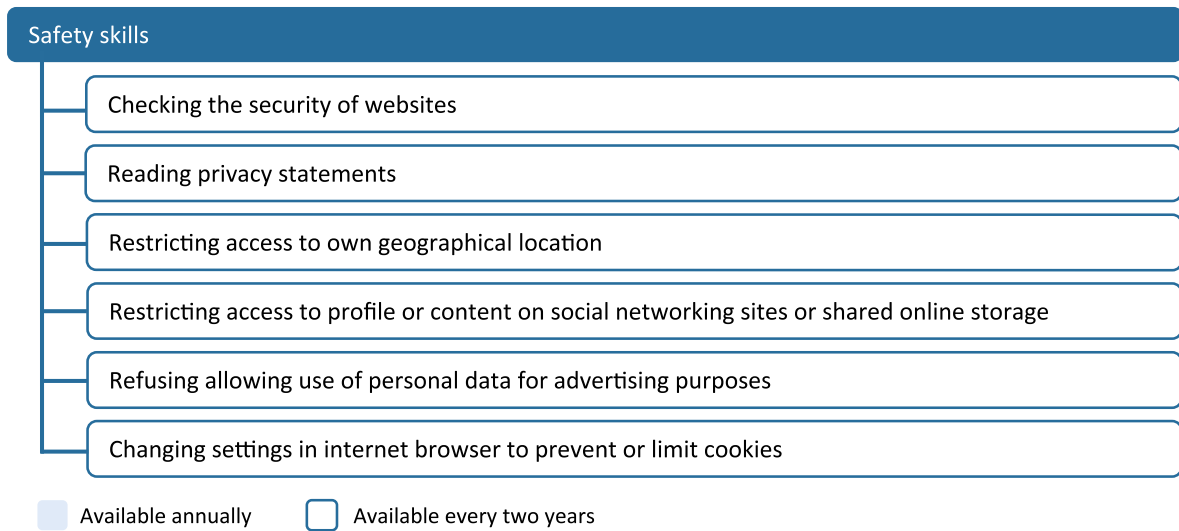 Safety skills
Checking the security of websites
Reading privacy statements
Restricting access to own geographical location
Restricting access to profile or content on social networking sites or shared online storage
Refusing allowing use of personal data for advertising purposes
Changing settings in internet browser to prevent or limit cookies
Available annually
Available every two years